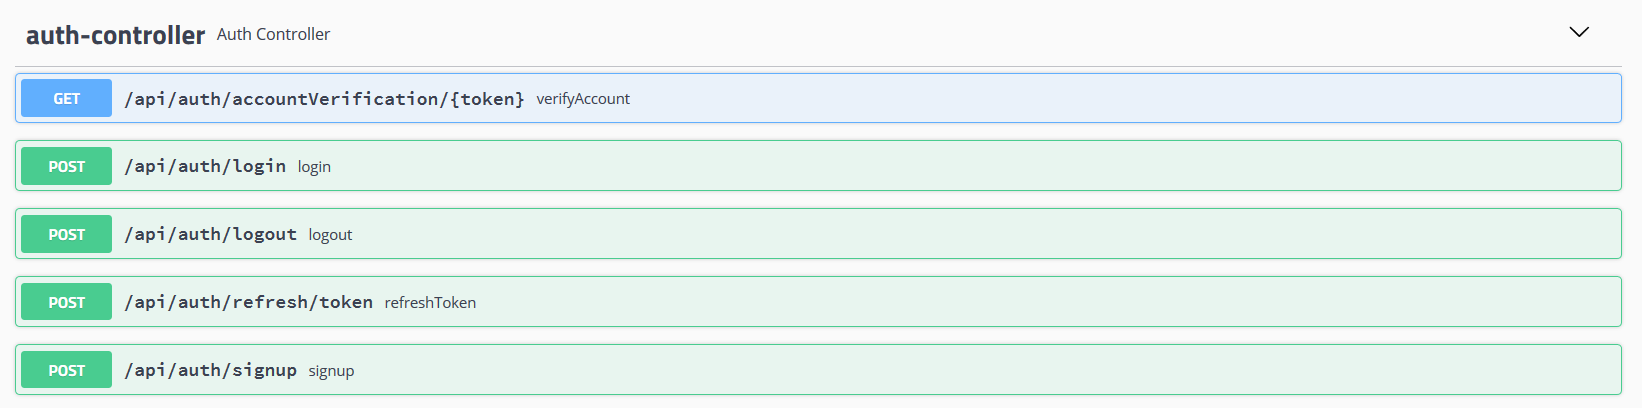 auth-controller Auth Controller
GET /api/auth/accountVerification/{token} verifyAccount
POST /api/auth/login login
POST /api/auth/logout logout
POST /api/auth/refresh/token refreshToken
POST /api/auth/signup signup